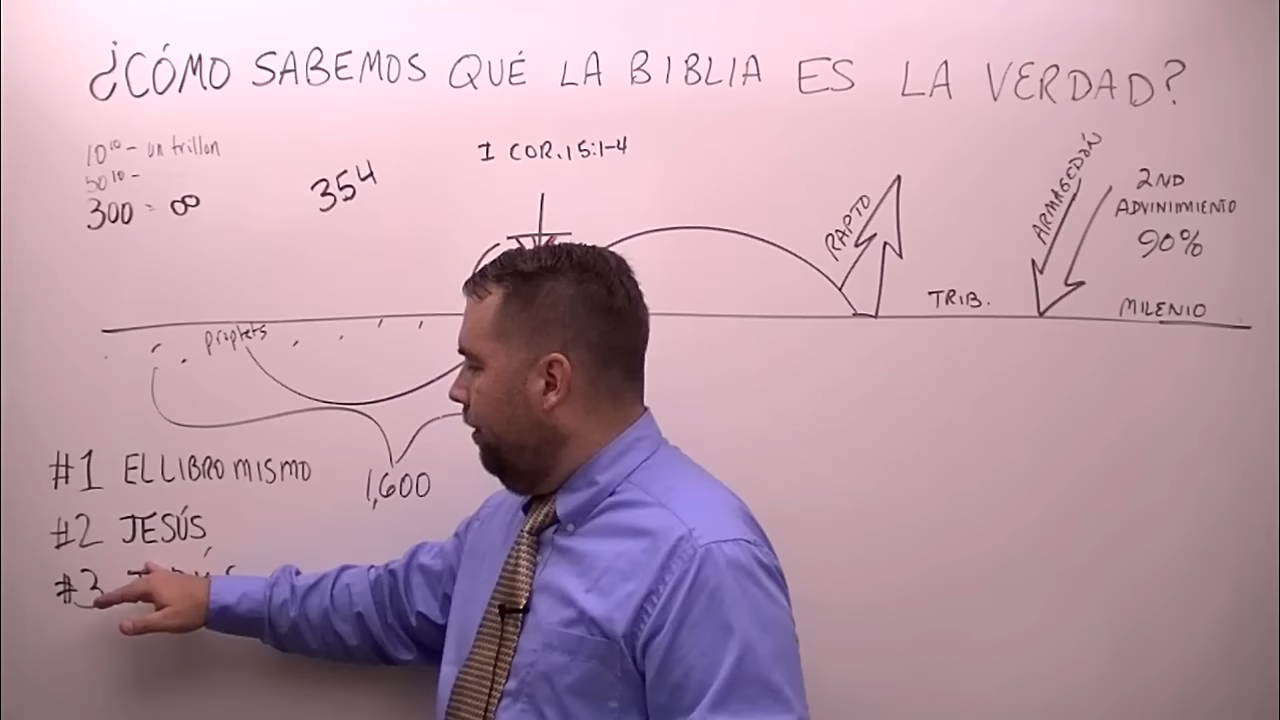 ¿CÓMO SABEMOS QUÉ LA BIBLIA ES LA VERDAD?
10¹⁰ - un trillon
50¹⁰ -
300 = ∞
354
I COR. 15:1-4
RAPTO
TRIB.
ARMAGEDÓN
2ND
ADVINIMIENTO
90%
MILENIO
prophets
1,600
#1 EL LIBRO MISMO
#2 JESÚS
#3